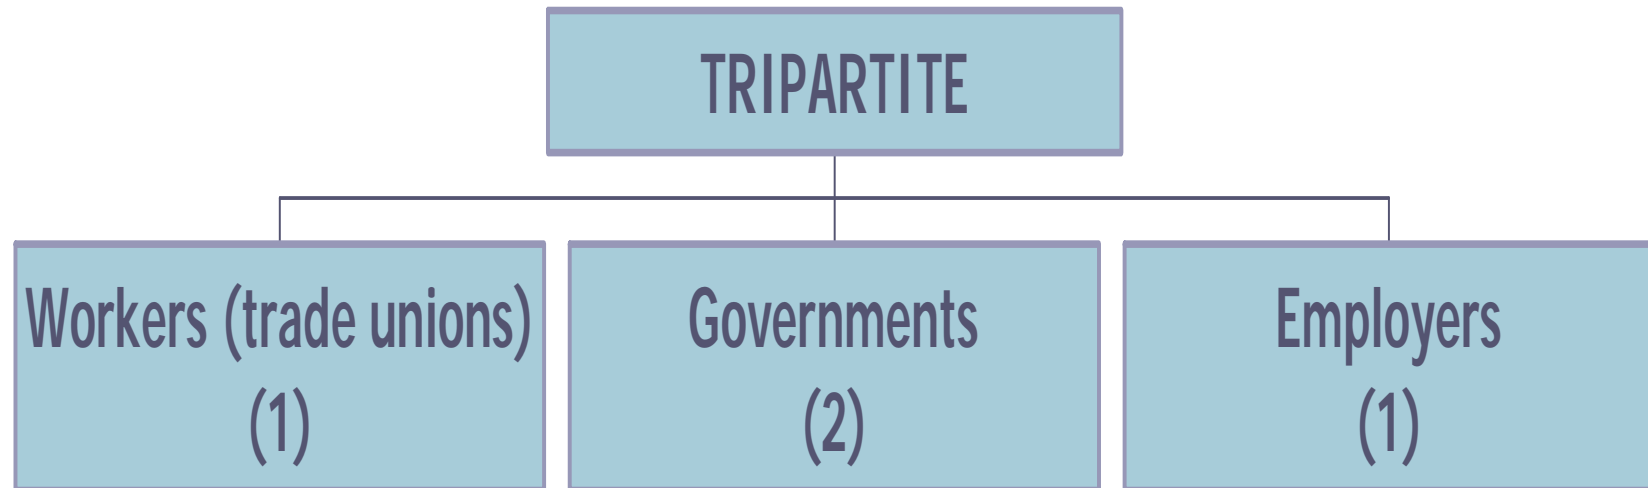 TRIPARTITE
Workers (trade unions)
(1)
Governments
(2)
Employers
(1)